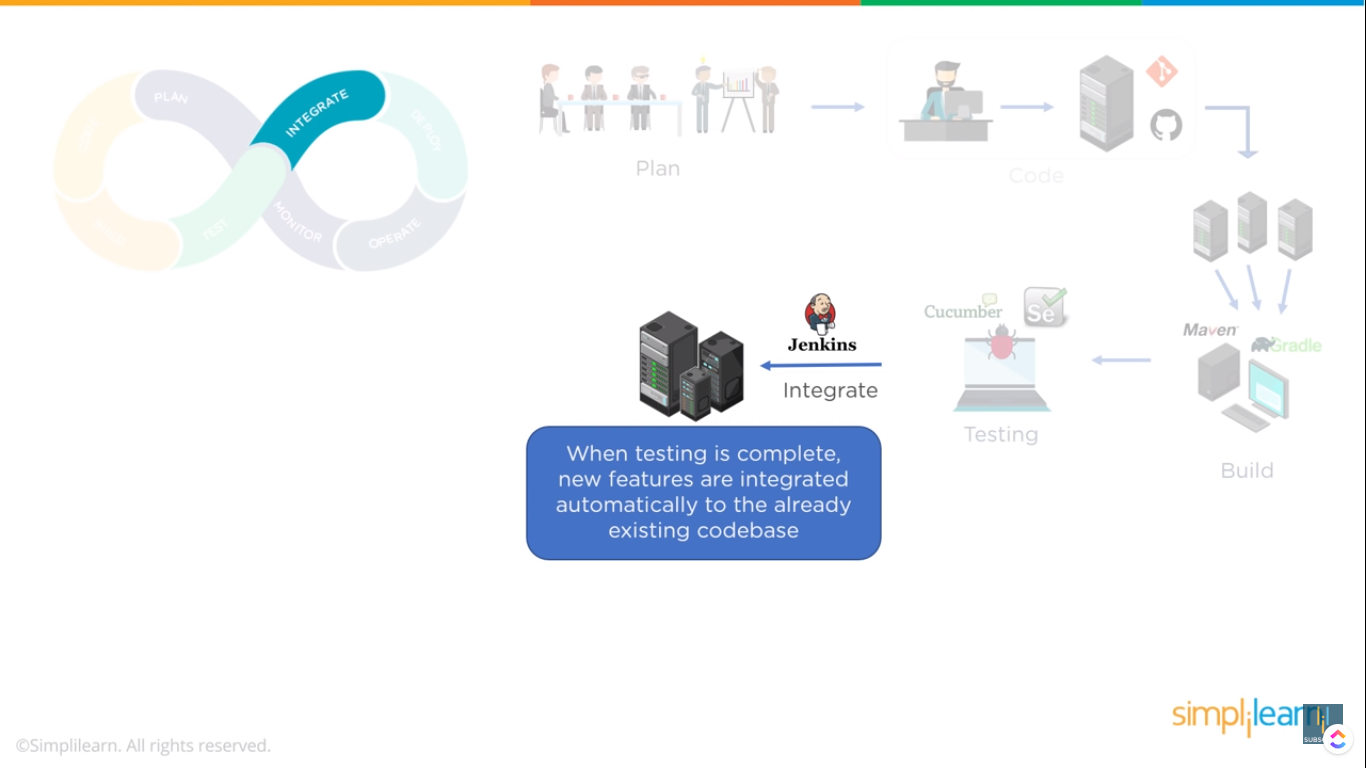 PLAN
INTEGRATE
DEPLOY
TEST
MONITOR
OPERATE
Plan
Code
Cucumber
Se
Maven
Gradle
Jenkins
Integrate
Testing
Build
When testing is complete,
new features are integrated
automatically to the already
existing codebase
simplilearn
©Simplilearn. All rights reserved.